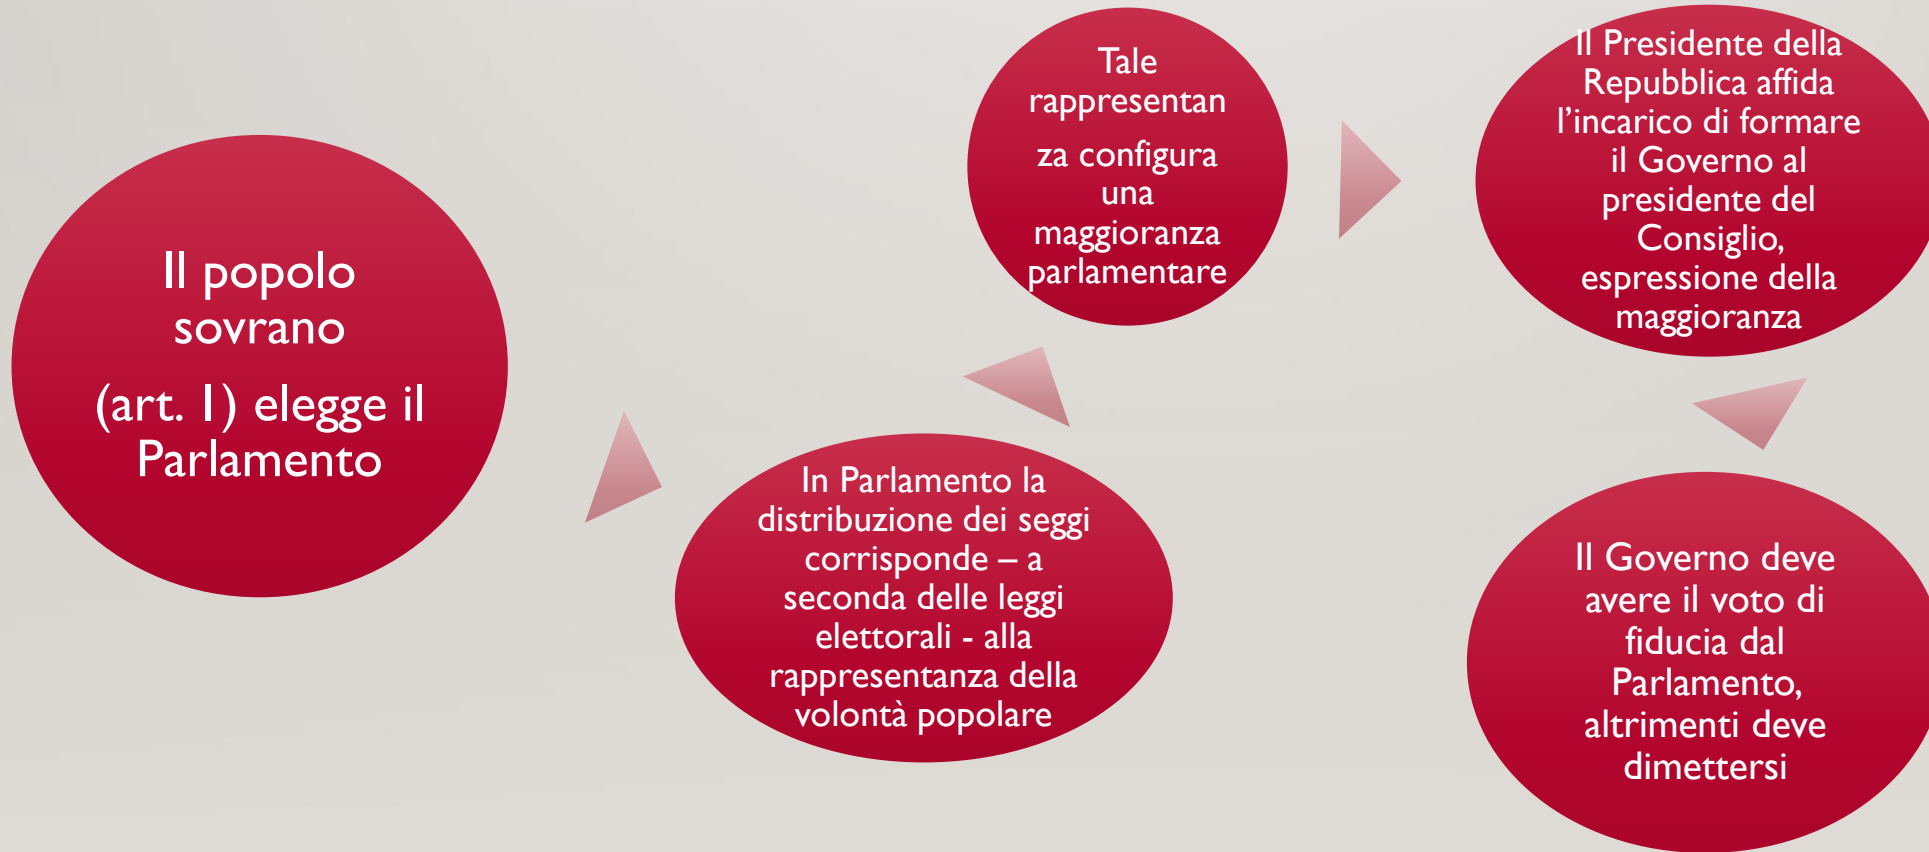 Il popolo
sovrano
(art. 1) elegge il
Parlamento
In Parlamento la
distribuzione dei seggi
corrisponde – a
seconda delle leggi
elettorali - alla
rappresentanza della
volontà popolare
Tale
rappresentan
za configura
una
maggioranza
parlamentare
Il Presidente della
Repubblica affida
l’incarico di formare
il Governo al
presidente del
Consiglio,
espressione della
maggioranza
Il Governo deve
avere il voto di
fiducia dal
Parlamento,
altrimenti deve
dimettersi